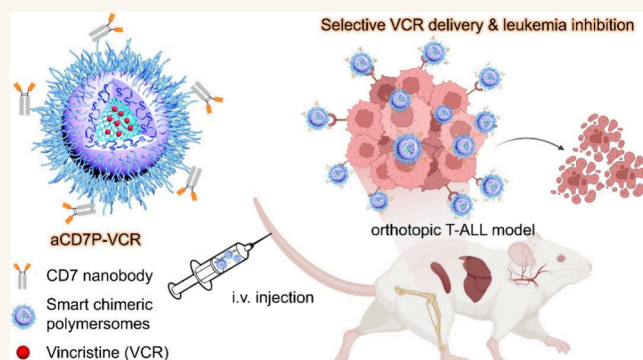 Selective VCR delivery & leukemia inhibition
aCD7P-VCR
CD7 nanobody
Smart chimeric
polymersomes
Vincristine (VCR)
i.v. injection
orthotopic T-ALL model